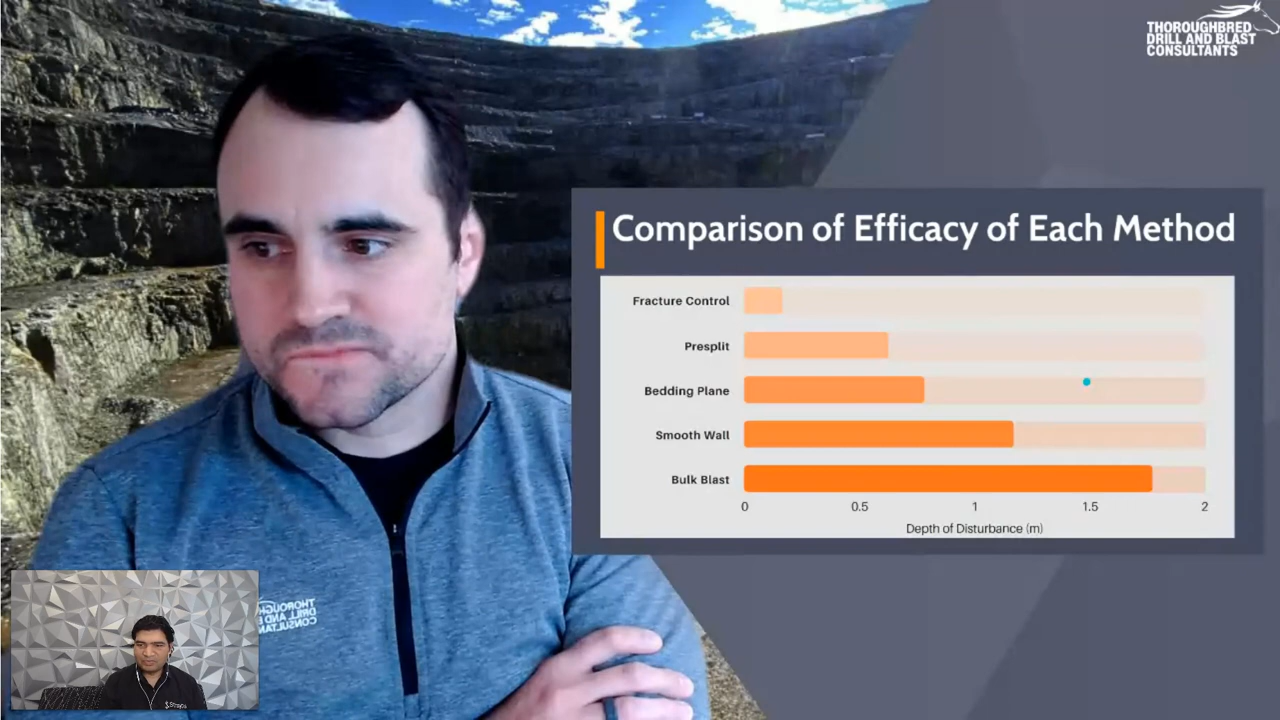 THOROUGHBRED
DRILL AND BLAST
CONSULTANTS
Comparison of Efficacy of Each Method
Fracture Control
Presplit
Bedding Plane
Smooth Wall
Bulk Blast
0 0.5 1 1.5 2
Depth of Disturbance (m)